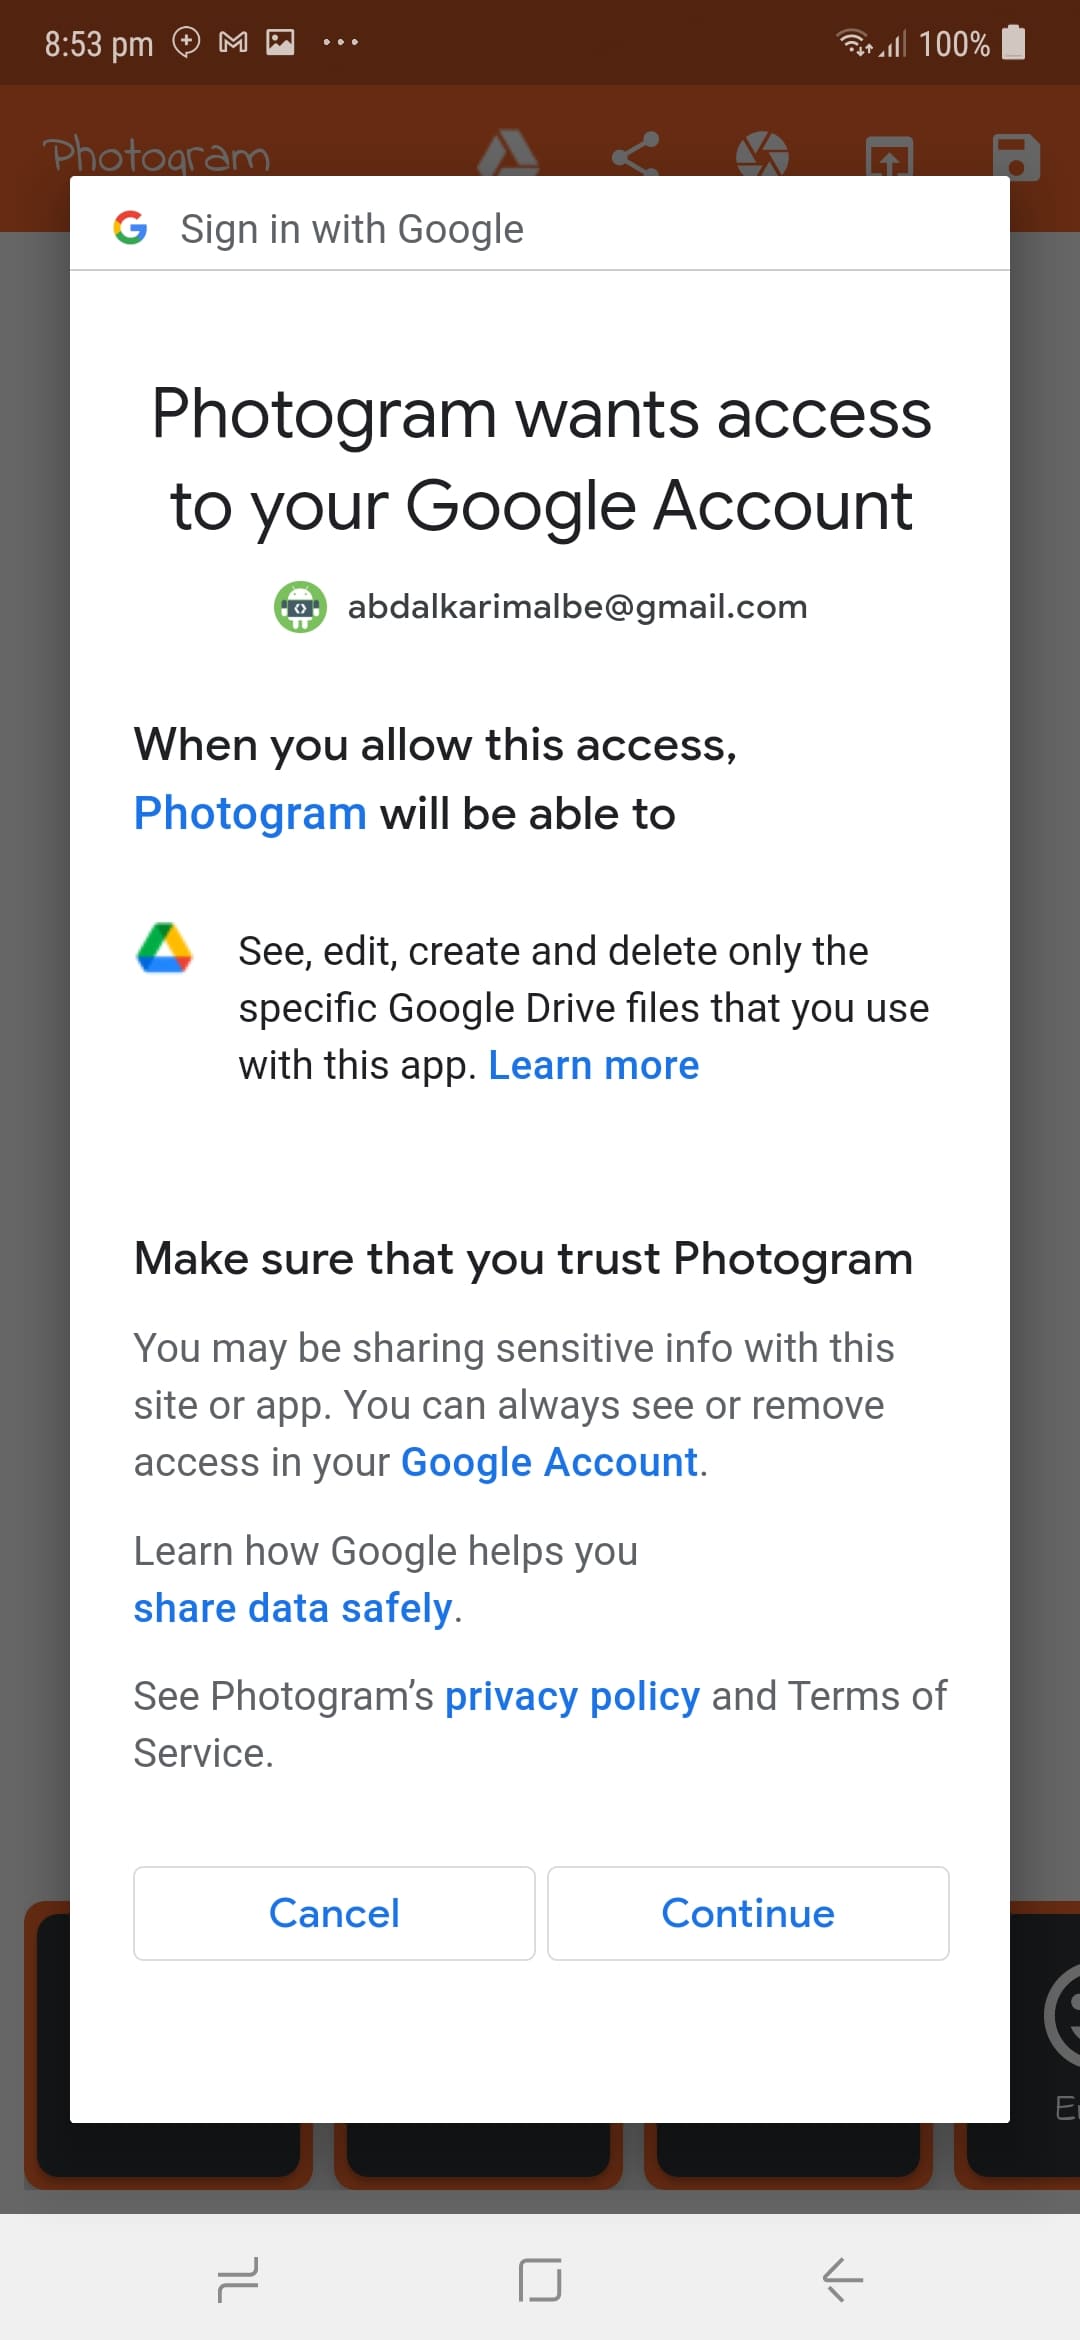 8:53 pm
100%
Photogram
Sign in with Google
Photogram wants access
to your Google Account
abdalkarimalbe@gmail.com
When you allow this access,
Photogram will be able to
See, edit, create and delete only the
specific Google Drive files that you use
with this app. Learn more
Make sure that you trust Photogram
You may be sharing sensitive info with this
site or app. You can always see or remove
access in your Google Account.
Learn how Google helps you
share data safely.
See Photogram's privacy policy and Terms of
Service.
Cancel
Continue